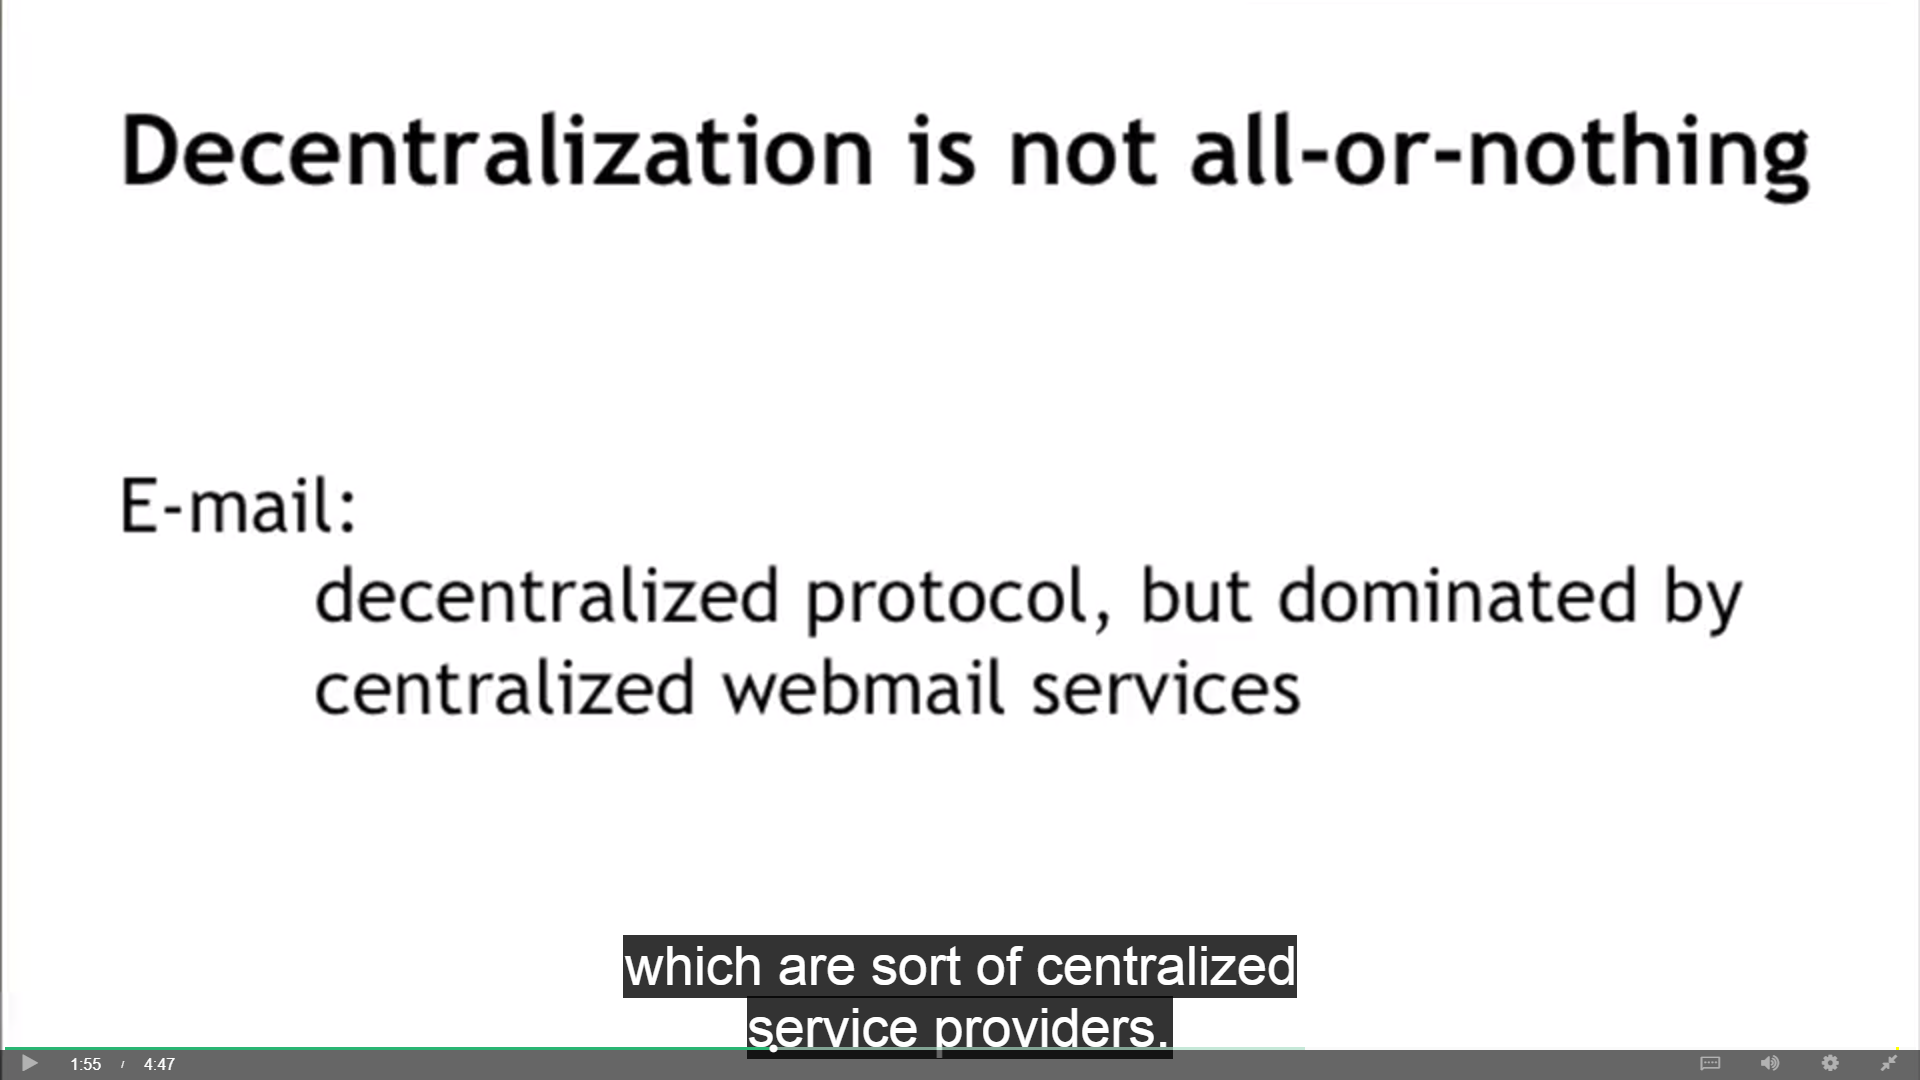 Decentralization is not all-or-nothing
E-mail:
decentralized protocol, but dominated by
centralized webmail services
which are sort of centralized
service providers.
1:55 / 4:47